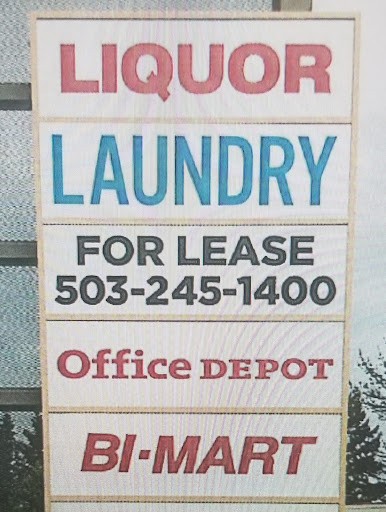 LIQUOR
LAUNDRY
FOR LEASE
503-245-1400
Office DEPOT
BI-MART